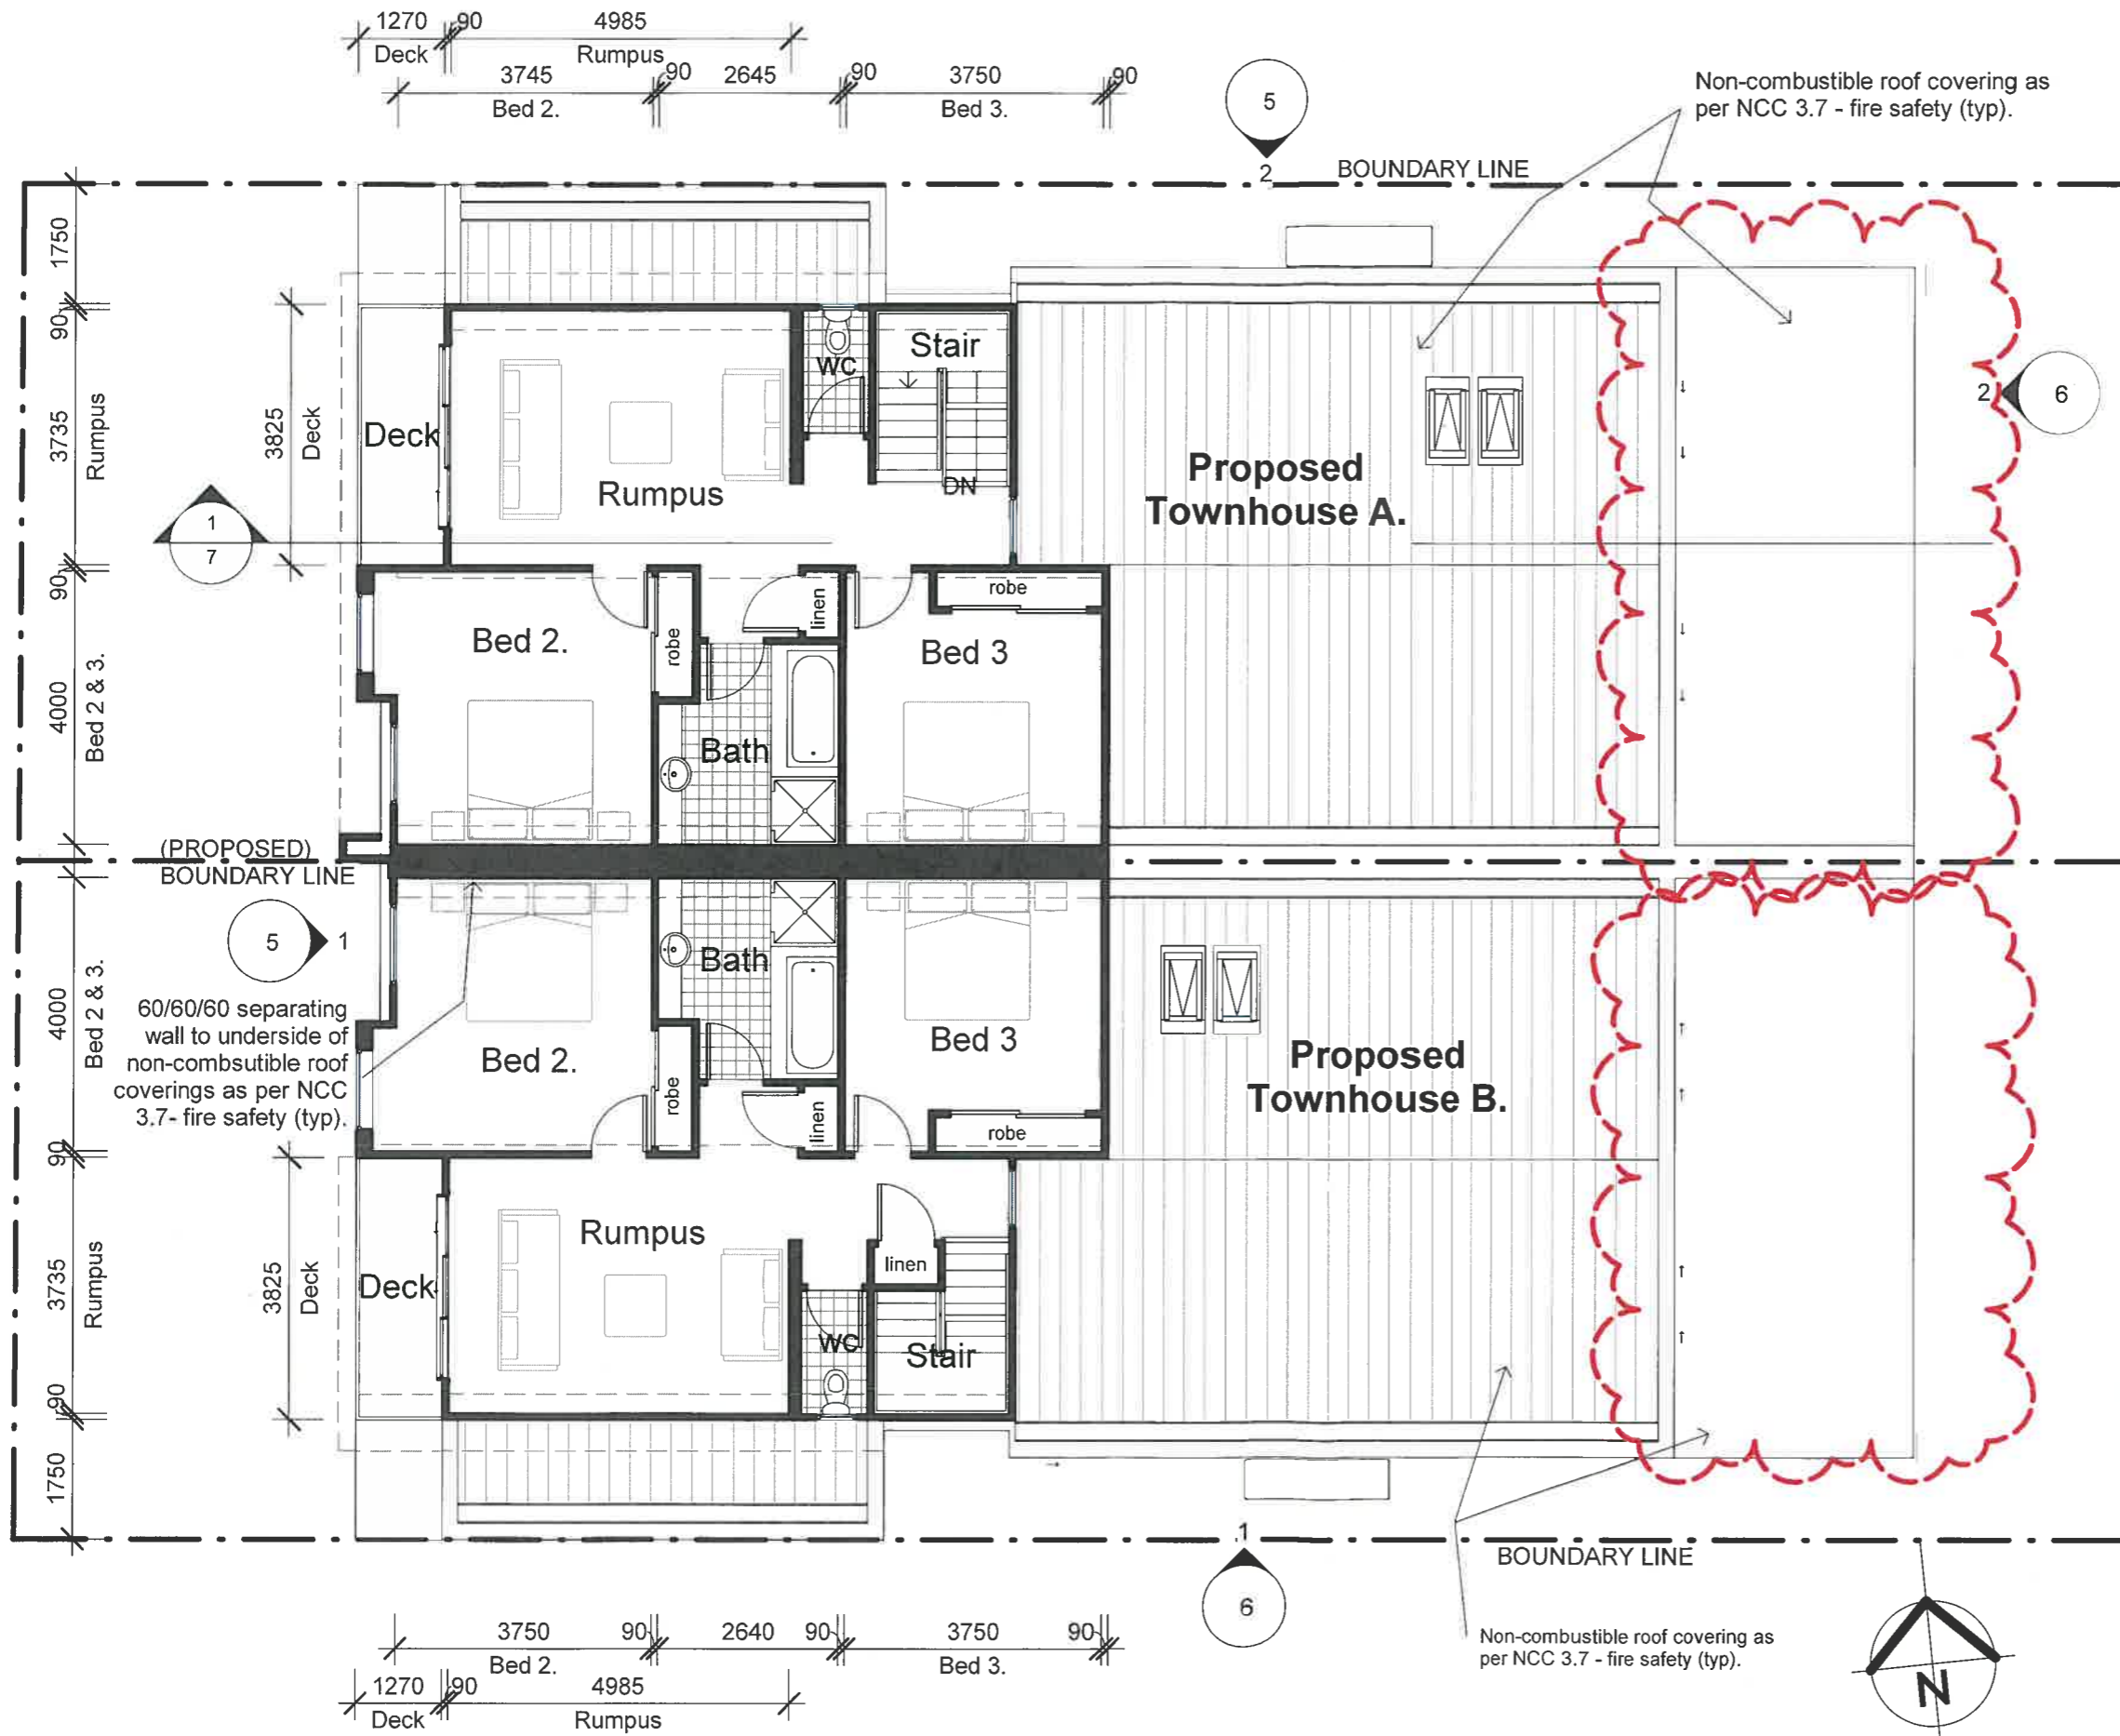 1270 90 4985
Deck Rumpus
3745 90 2645 90 3750 90
Bed 2. Bed 3.
5
2
Non-combustible roof covering as
per NCC 3.7 - fire safety (typ).
BOUNDARY LINE
1750
90
3735
Rumpus
90
4000
Bed 2 & 3.
3825
Deck
Deck
Rumpus
WC
Stair
DN
Proposed
Townhouse A.
2
6
1
7
Bed 2.
robe
linen
robe
Bed 3
Bath
(PROPOSED)
BOUNDARY LINE
5
1
60/60/60 separating
wall to underside of
non-combsutible roof
coverings as per NCC
3.7- fire safety (typ).
4000
Bed 2 & 3.
90
3735
Rumpus
90
1750
3825
Deck
Bath
Bed 2.
robe
linen
Bed 3
robe
Proposed
Townhouse B.
Deck
Rumpus
linen
WC
Stair
1
6
BOUNDARY LINE
Non-combustible roof covering as
per NCC 3.7 - fire safety (typ).
3750 90 2640 90 3750 90
Bed 2. Bed 3.
1270 90 4985
Deck Rumpus
N